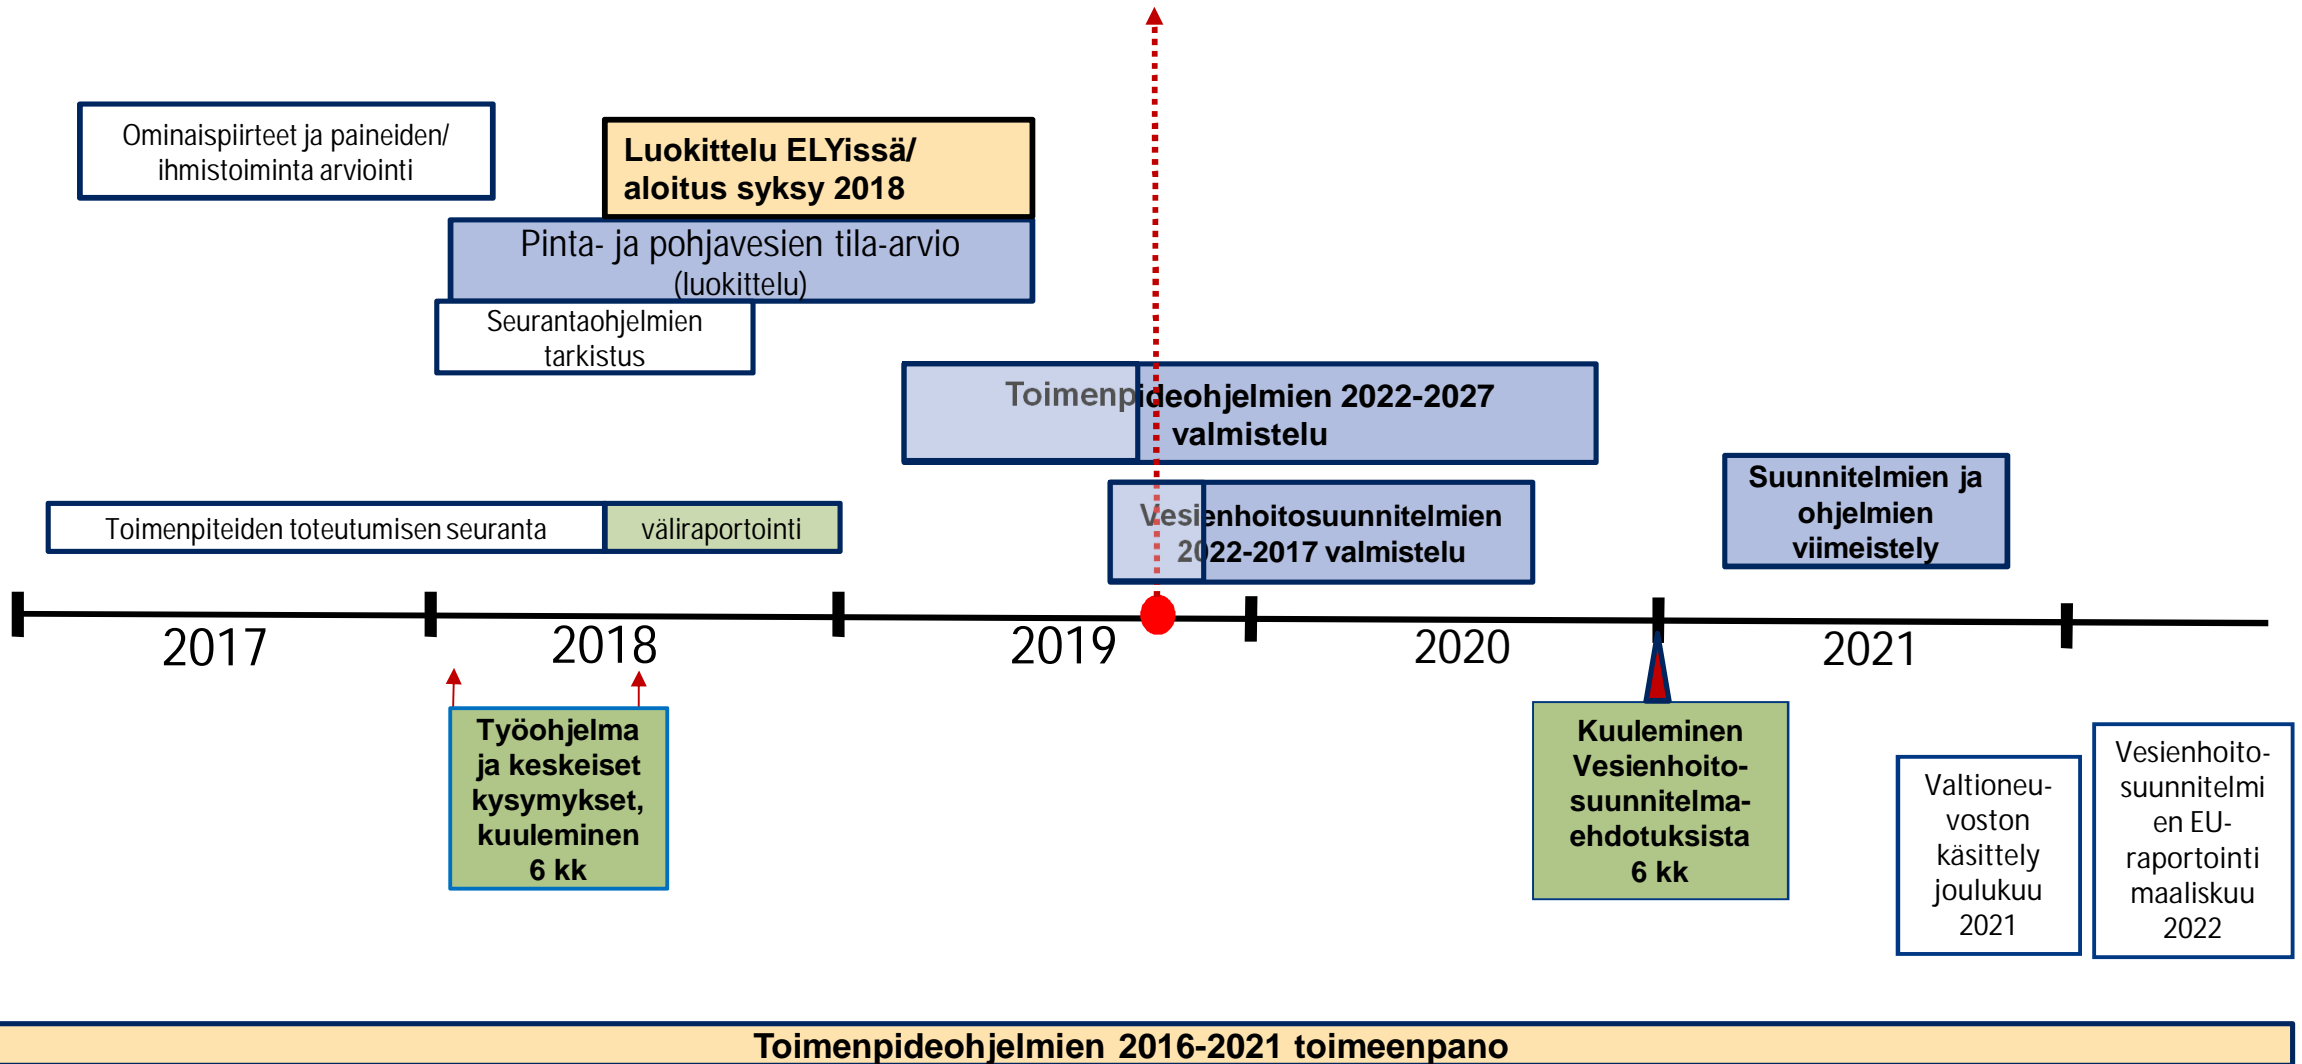 Ominaispiirteet ja paineiden/
ihmistoiminta arviointi
Luokittelu ELYissä/
aloitus syksy 2018
Pinta- ja pohjavesien tila-arvio
(luokittelu)
Seurantaohjelmien
tarkistus
Toimenpideohjelmien 2022-2027
valmistelu
Toimenpiteiden toteutumisen seuranta
väliraportointi
Vesienhoitosuunnitelmien
2022-2017 valmistelu
Suunnitelmien ja
ohjelmien
viimeistely
2017
2018
2019
2020
2021
Työohjelma
ja keskeiset
kysymykset,
kuuleminen
6 kk
Kuuleminen
Vesienhoito-
suunnitelma-
ehdotuksista
6 kk
Valtioneu-
voston
käsittely
joulukuu
2021
Vesienhoito-
suunnitelmi
en EU-
raportointi
maaliskuu
2022
Toimenpideohjelmien 2016-2021 toimeenpano